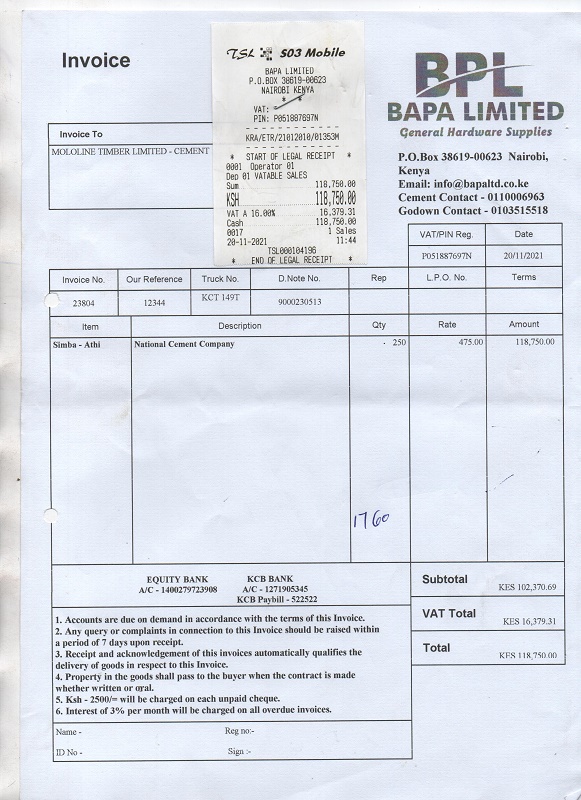 Invoice
TSL S03 Mobile
BAPA LIMITED
P.O.BOX 38619-00623
NAIROBI KENYA
* * *
VAT:
PIN: P051887697N
KRA/ETR/21012010/01353M
* START OF LEGAL RECEIPT *
0001 Operator 01
Dep 01 VATABLE SALES
Sum 118,750.00
KSH 118,750.00
VAT A 16.00% 16,379.31
Cash 118,750.00
0017 1 Sales
20-11-2021 11:44
TSL000104196
* END OF LEGAL RECEIPT *
BPL
BAPA LIMITED
General Hardware Supplies
P.O.Box 38619-00623 Nairobi,
Kenya
Email: info@bapaltd.co.ke
Cement Contact - 0110006963
Godown Contact - 0103515518
Invoice To
MOLOLINE TIMBER LIMITED - CEMENT
VAT/PIN Reg. Date
P051887697N 20/11/2021
Invoice No. Our Reference Truck No. D.Note No. Rep L.P.O. No. Terms
23804 12344 KCT 149T 9000230513
Item Description Qty Rate Amount
Simba - Athi National Cement Company 250 475.00 118,750.00
1760
EQUITY BANK KCB BANK
A/C - 1400279723908 A/C - 1271905345
KCB Paybill - 522522
Subtotal KES 102,370.69
VAT Total KES 16,379.31
Total KES 118,750.00
1. Accounts are due on demand in accordance with the terms of this Invoice.
2. Any query or complaints in connection to this Invoice should be raised within
a period of 7 days upon receipt.
3. Receipt and acknowledgement of this invoices automatically qualifies the
delivery of goods in respect to this Invoice.
4. Property in the goods shall pass to the buyer when the contract is made
whether written or oral.
5. Ksh - 2500/= will be charged on each unpaid cheque.
6. Interest of 3% per month will be charged on all overdue invoices.
Name - Reg no:-
ID No - Sign :-